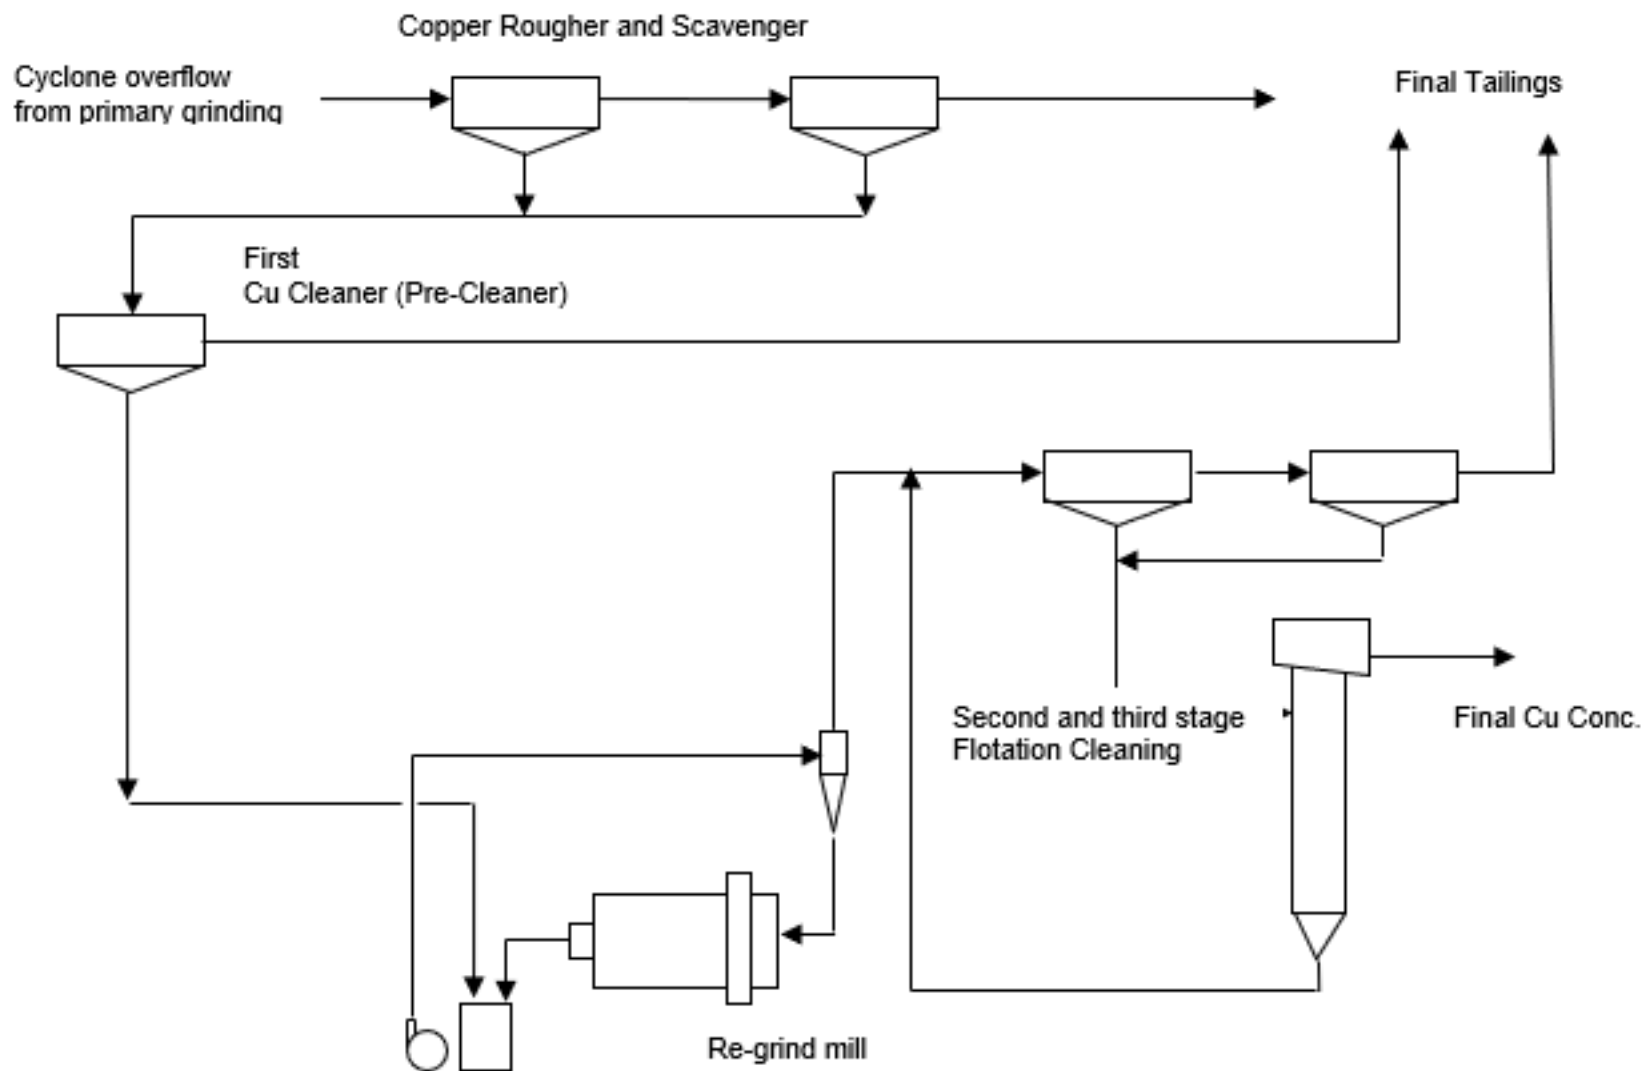 Copper Rougher and Scavenger
Cyclone overflow
from primary grinding
Final Tailings
First
Cu Cleaner (Pre-Cleaner)
Second and third stage
Flotation Cleaning
Final Cu Conc.
Re-grind mill